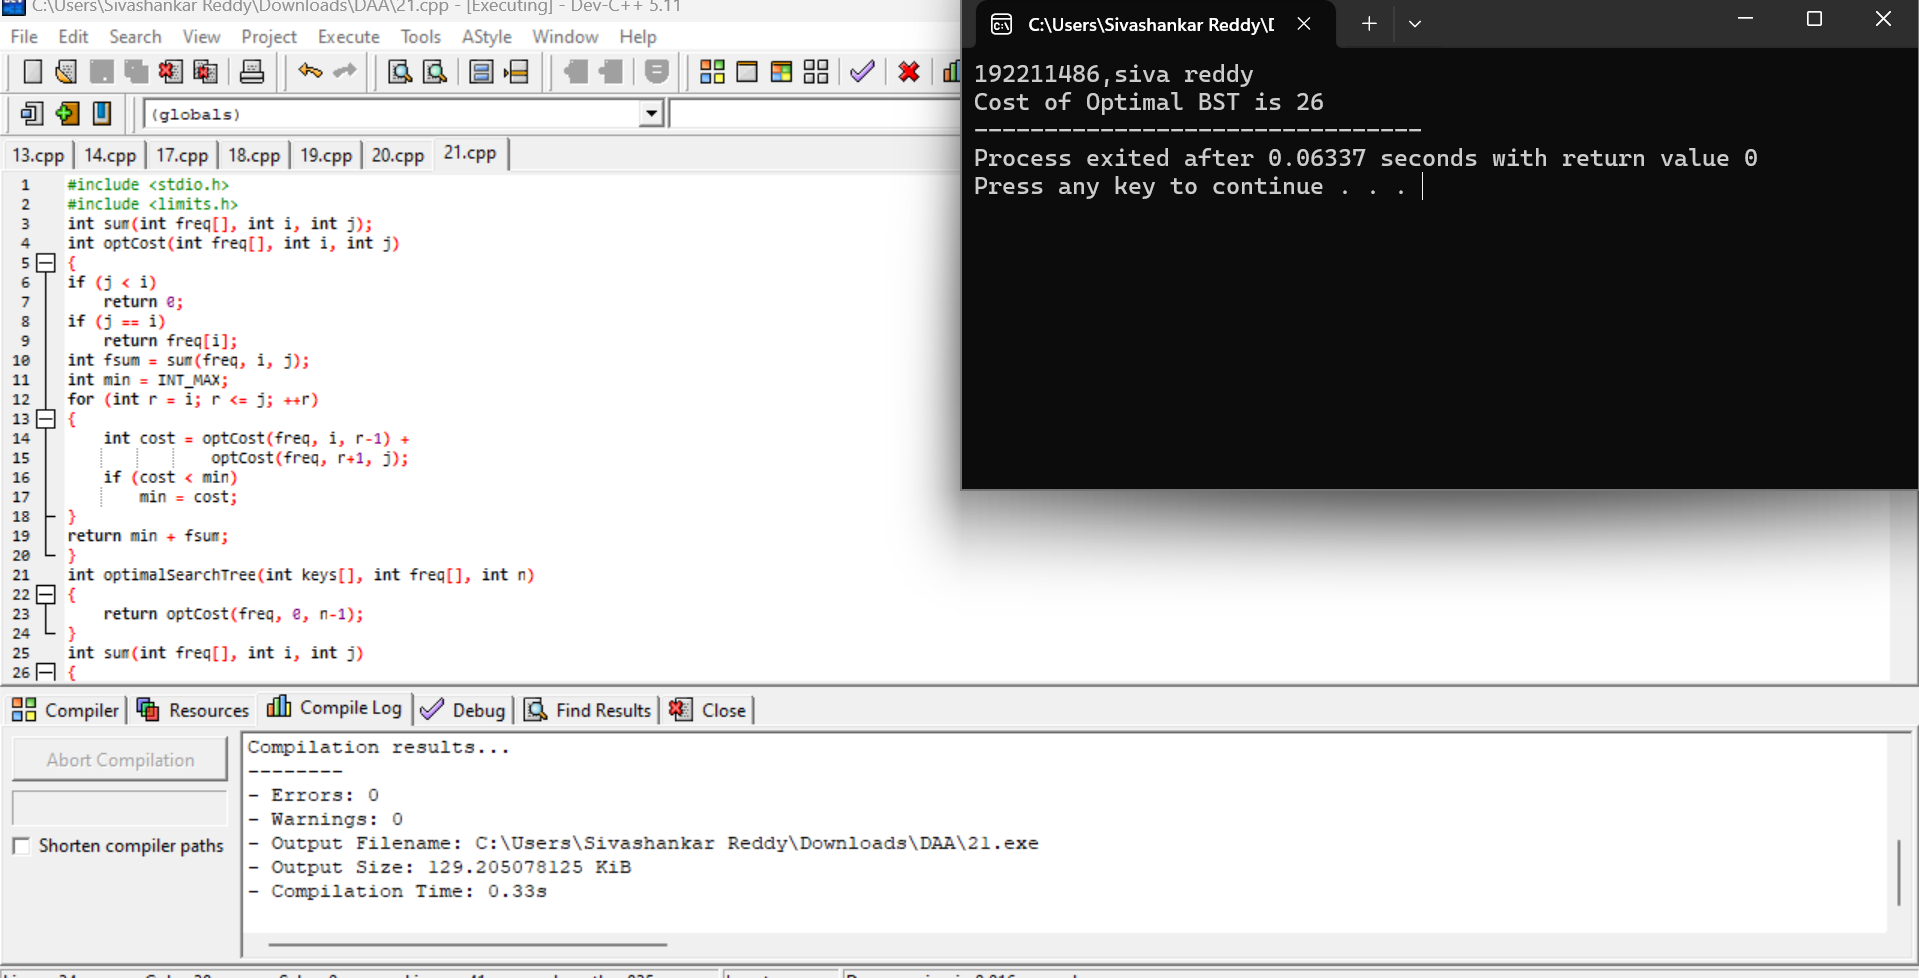 C:\Users\Sivashankar Reddy\Downloads\DAA\21.cpp - [Executing] - Dev-C++ 5.11
File Edit Search View Project Execute Tools AStyle Window Help
(globals)
13.cpp 14.cpp 17.cpp 18.cpp 19.cpp 20.cpp 21.cpp
1 #include <stdio.h>
2 #include <limits.h>
3 int sum(int freq[], int i, int j);
4 int optCost(int freq[], int i, int j)
5 {
6 if (j < i)
7 return 0;
8 if (j == i)
9 return freq[i];
10 int fsum = sum(freq, i, j);
11 int min = INT_MAX;
12 for (int r = i; r <= j; ++r)
13 {
14 int cost = optCost(freq, i, r-1) +
15 optCost(freq, r+1, j);
16 if (cost < min)
17 min = cost;
18 }
19 return min + fsum;
20 }
21 int optimalSearchTree(int keys[], int freq[], int n)
22 {
23 return optCost(freq, 0, n-1);
24 }
25 int sum(int freq[], int i, int j)
26 {
C:\Users\Sivashankar Reddy\
192211486,siva reddy
Cost of Optimal BST is 26
--------------------------------
Process exited after 0.06337 seconds with return value 0
Press any key to continue . . .
Compiler Resources Compile Log Debug Find Results Close
Abort Compilation
Shorten compiler paths
Compilation results...
--------
- Errors: 0
- Warnings: 0
- Output Filename: C:\Users\Sivashankar Reddy\Downloads\DAA\21.exe
- Output Size: 129.205078125 KiB
- Compilation Time: 0.33s